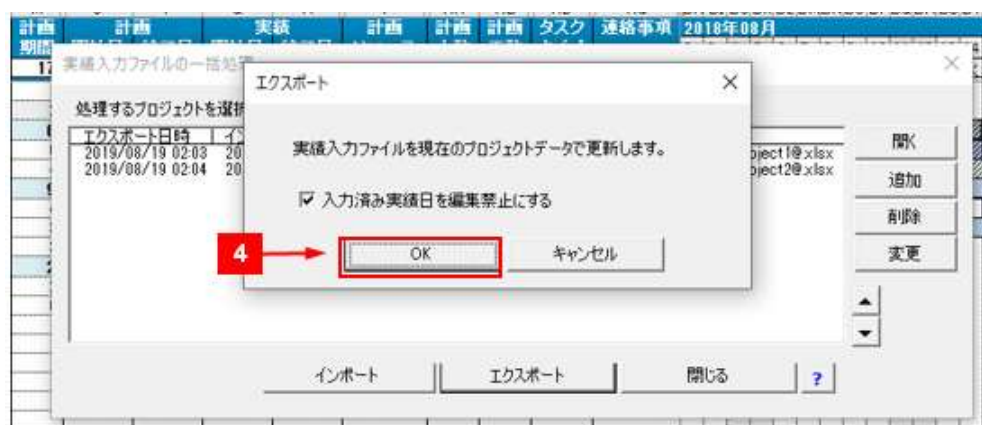 計画 計画 実績 計画 計画 計画 タスク 連絡事項 2018年08月
期間
17
実績入力ファイルの一括処理
エクスポート
処理するプロジェクトを選択
エクスポート日時
2019/08/19 02:03 20
2019/08/19 02:04 20
oject1@.xlsx
oject2@.xlsx
実績入力ファイルを現在のプロジェクトデータで更新します。
入力済み実績日を編集禁止にする
4
OK キャンセル
開く
追加
削除
変更
インポート エクスポート 閉じる ?